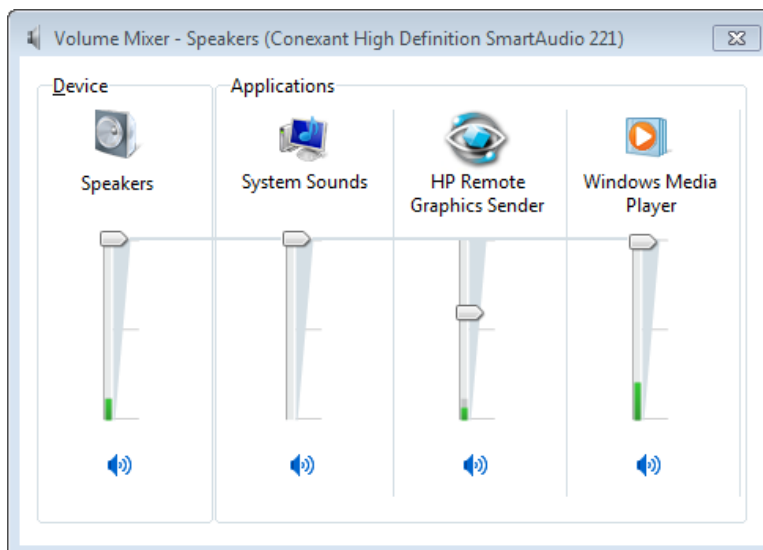 Volume Mixer - Speakers (Conexant High Definition SmartAudio 221)
Device
Applications
Speakers
System Sounds
HP Remote
Graphics Sender
Windows Media
Player